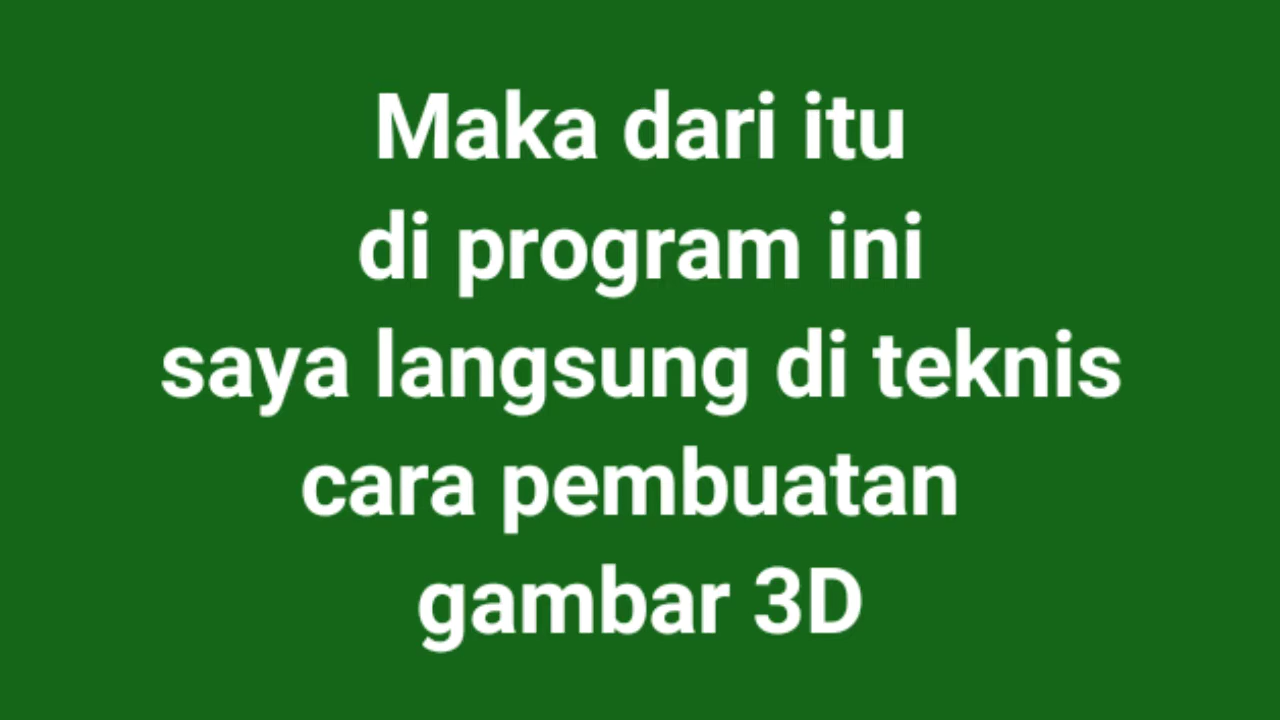 Maka dari itu
di program ini
saya langsung di teknis
cara pembuatan
gambar 3D